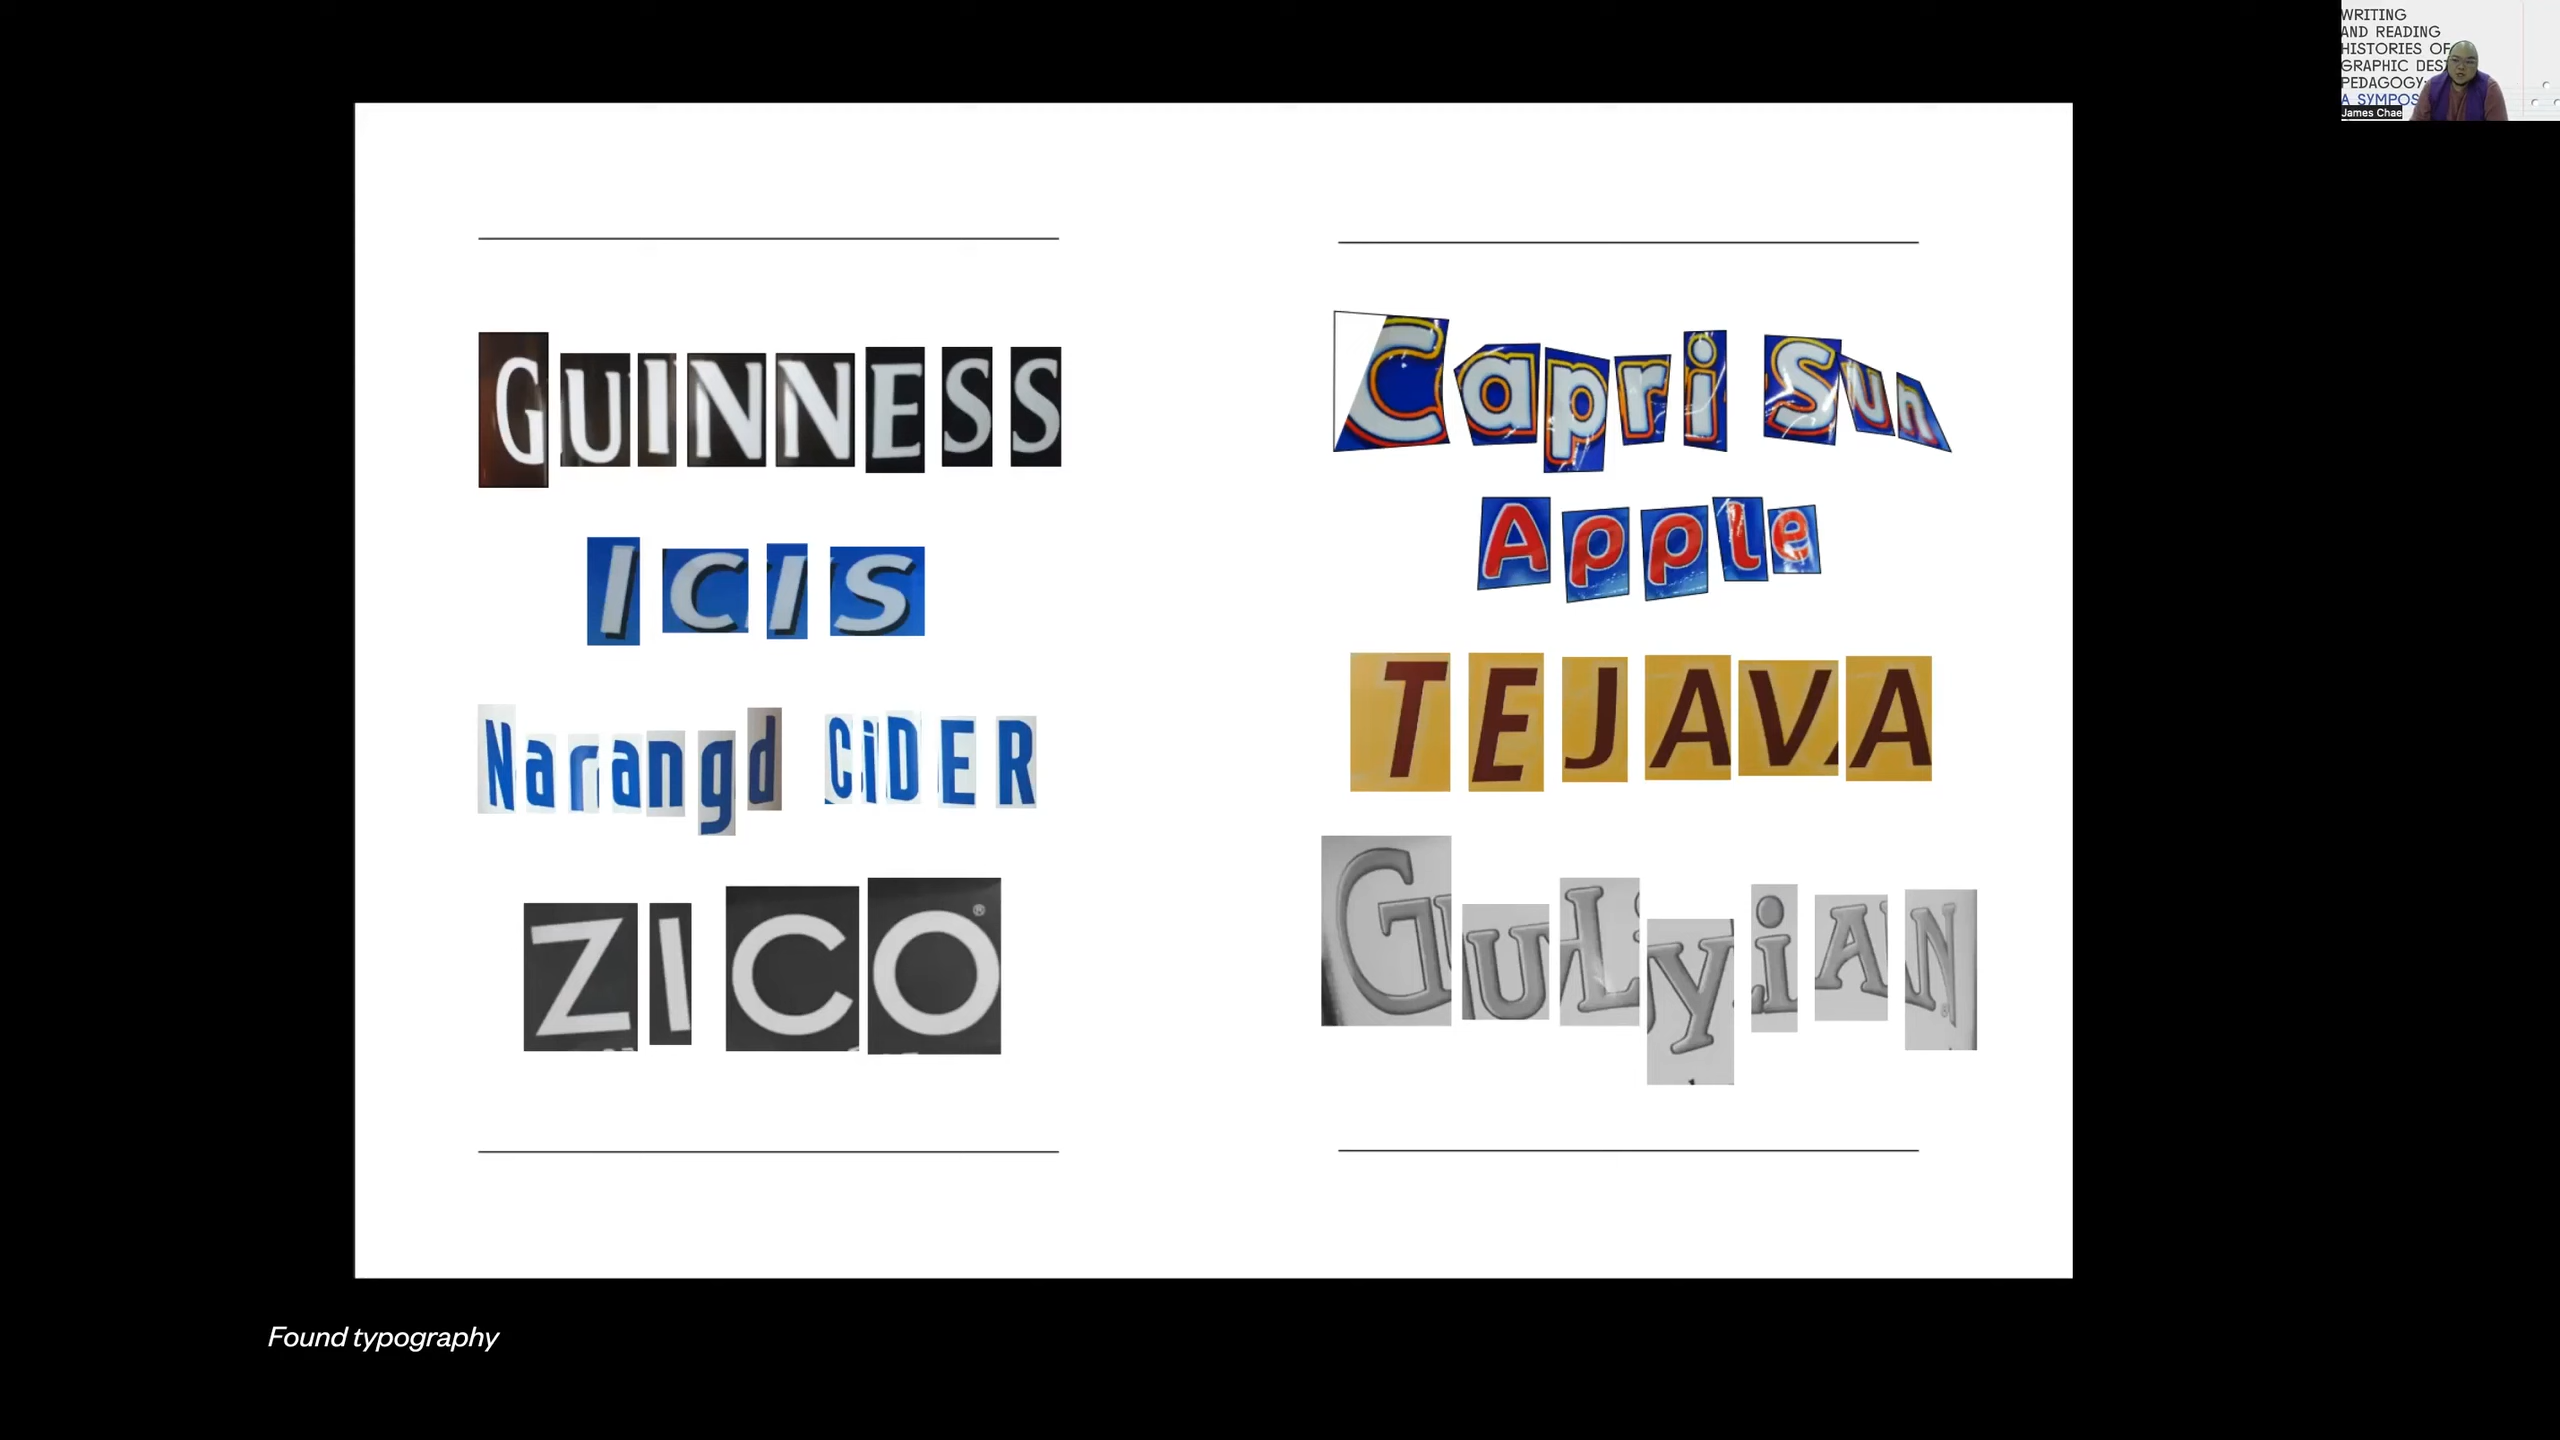 GUINNESS
ICIS
Narangd CiDER
ZICO®
Capri Sun
Apple
TEJAVA
GULyiAN
Found typography
WRITING
AND READING
HISTORIES OF
GRAPHIC DES
PEDAGOGY:
A SYMPOS
James Chae